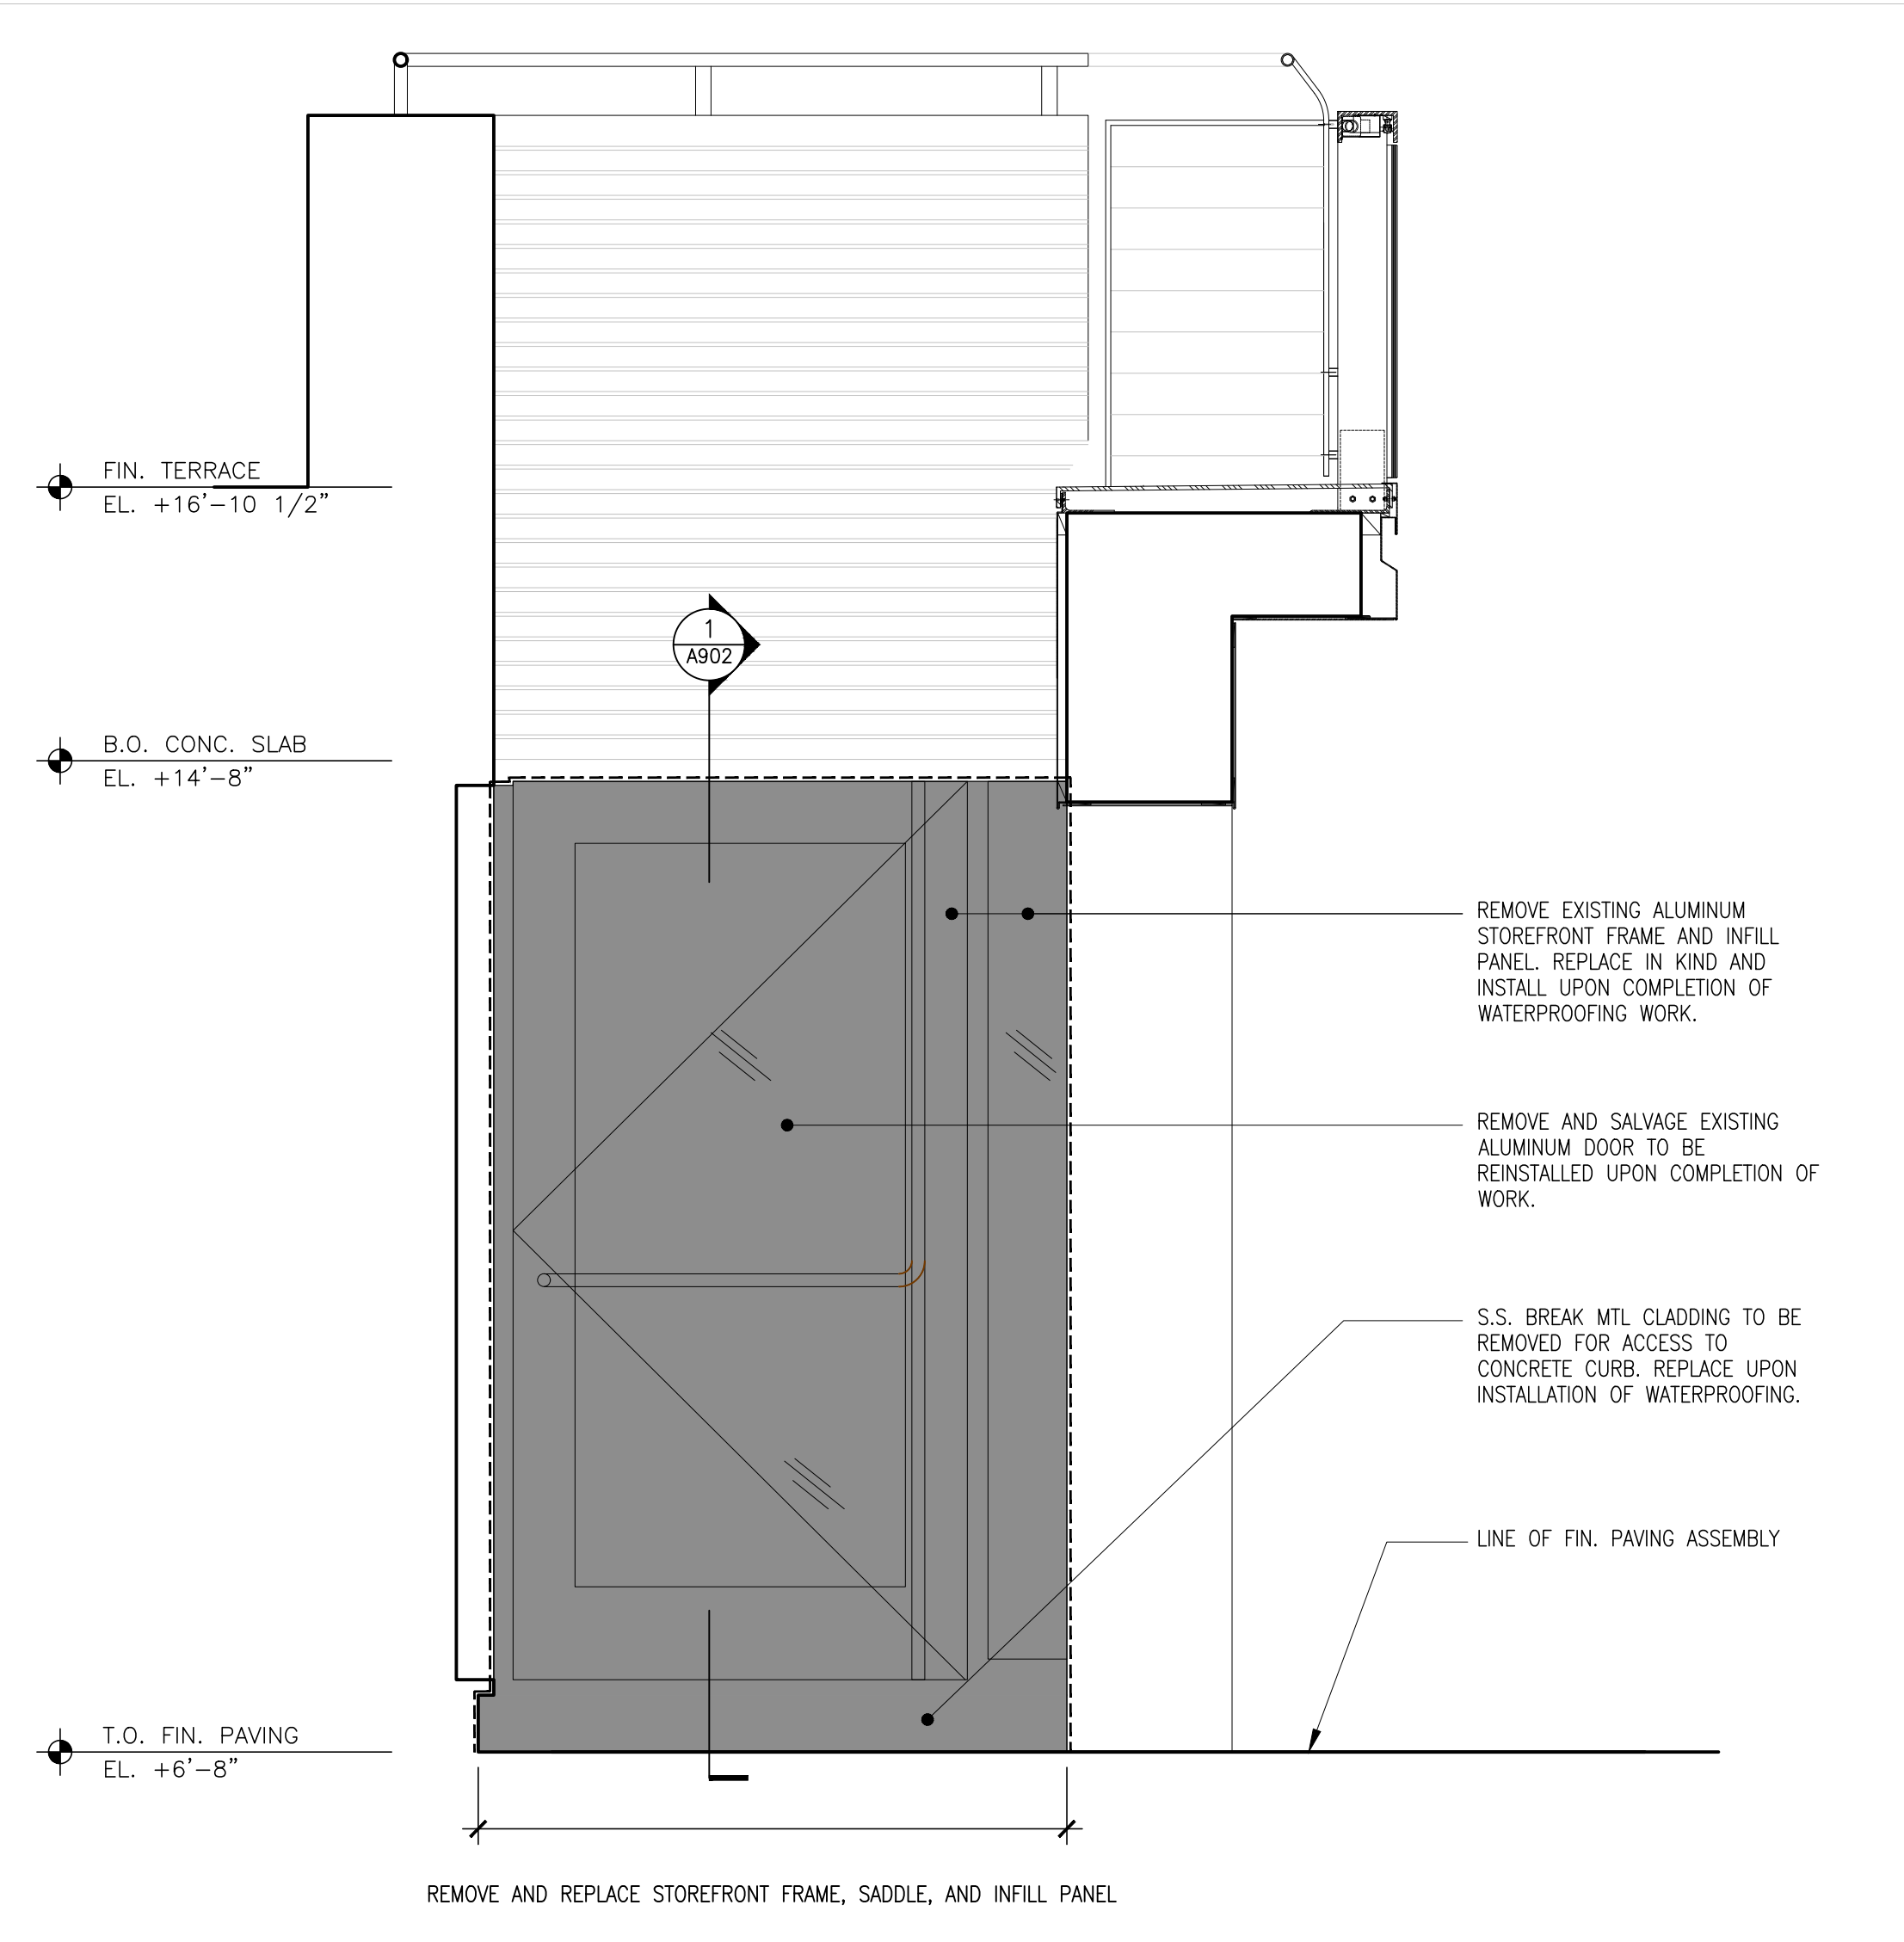 FIN. TERRACE
EL. +16'-10 1/2"
1
A902
B.O. CONC. SLAB
EL. +14'-8"
REMOVE EXISTING ALUMINUM
STOREFRONT FRAME AND INFILL
PANEL. REPLACE IN KIND AND
INSTALL UPON COMPLETION OF
WATERPROOFING WORK.
REMOVE AND SALVAGE EXISTING
ALUMINUM DOOR TO BE
REINSTALLED UPON COMPLETION OF
WORK.
S.S. BREAK MTL CLADDING TO BE
REMOVED FOR ACCESS TO
CONCRETE CURB. REPLACE UPON
INSTALLATION OF WATERPROOFING.
LINE OF FIN. PAVING ASSEMBLY
T.O. FIN. PAVING
EL. +6'-8"
REMOVE AND REPLACE STOREFRONT FRAME, SADDLE, AND INFILL PANEL